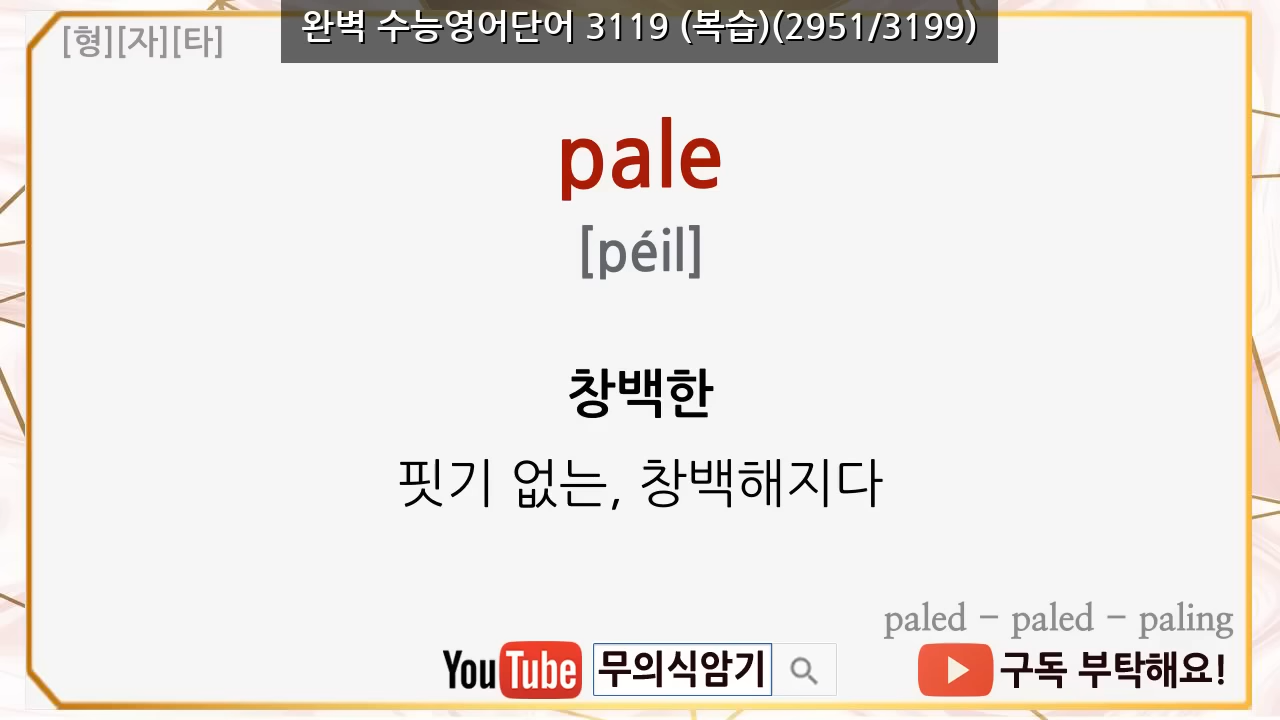 완벽 수능영어단어 3119 (복습)(2951/3199)
[형][자][타]
pale
[péil]
창백한
핏기 없는, 창백해지다
paled - paled - paling
YouTube 무의식암기 구독 부탁해요!